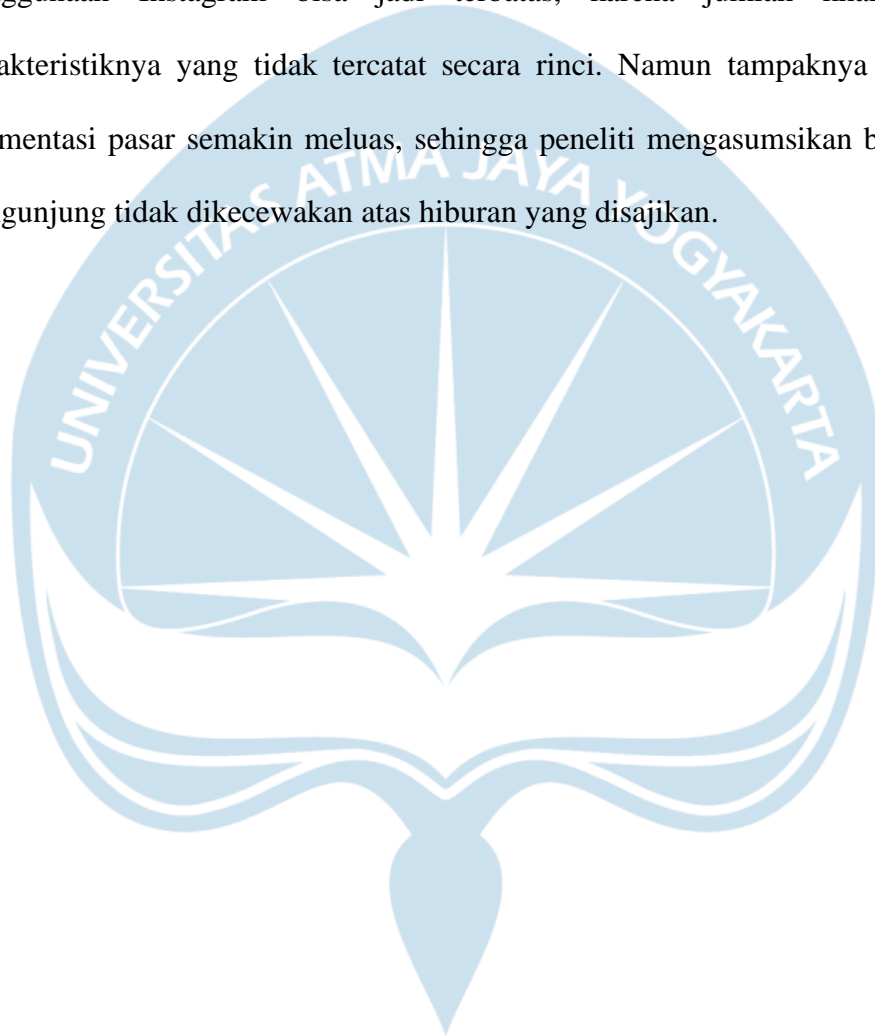 Instagram bisa jadi terbatas, karena
akteristiknya yang tidak tercatat secara rinci. Namun tampaknya
mentasi pasar semakin meluas, sehingga peneliti mengasumsikan b
gunjung tidak dikecewakan atas hiburan yang disajikan.
UNIVERSITAS ATMA JAYA YOGYAKARTA